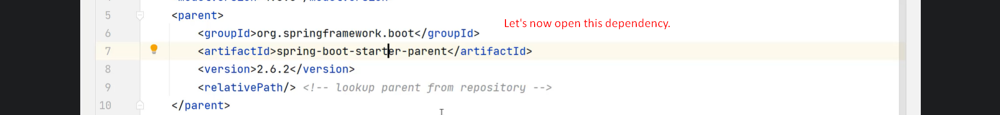 5 <parent>
Let's now open this dependency.
6 <groupId>org.springframework.boot</groupId>
7 <artifactId>spring-boot-starter-parent</artifactId>
8 <version>2.6.2</version>
9 <relativePath/> <!-- lookup parent from repository -->
10 </parent>